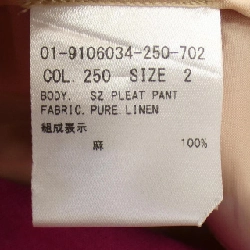 01-9106034-250-702
COL. 250 SIZE 2
BODY. SZ PLEAT PANT
FABRIC. PURE LINEN
組成表示
麻 100%